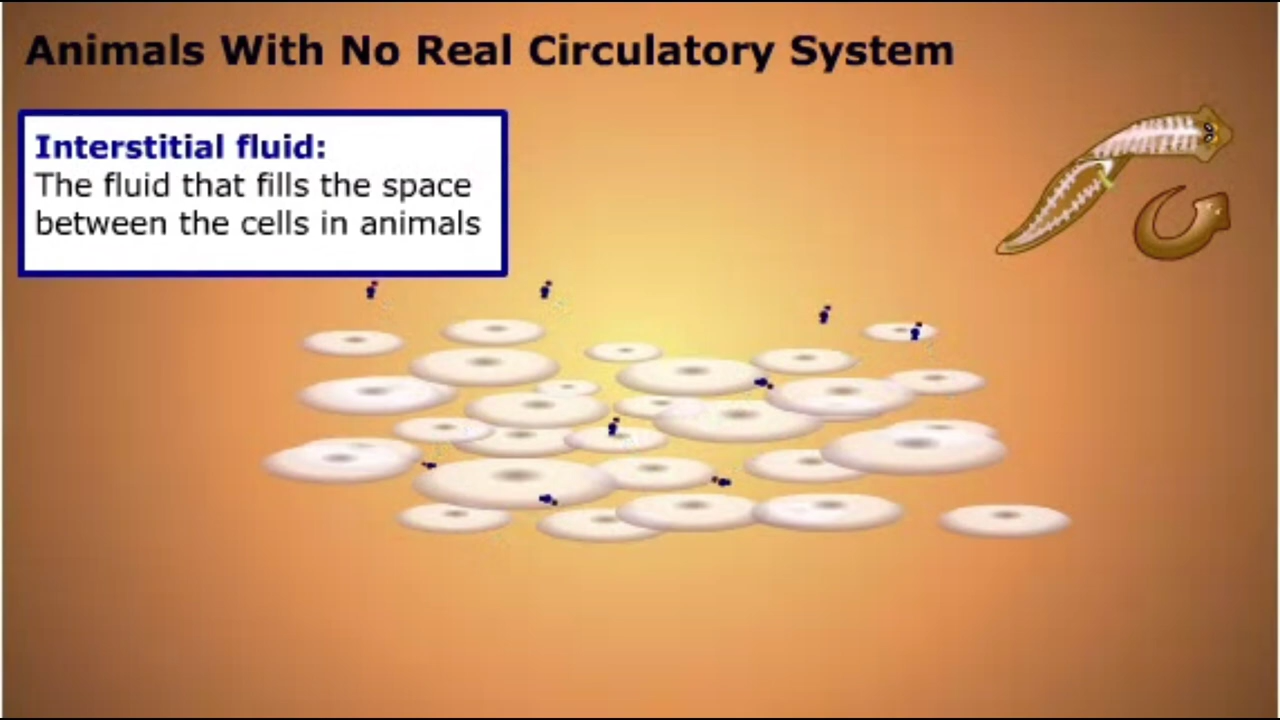 Animals With No Real Circulatory System
Interstitial fluid:
The fluid that fills the space
between the cells in animals